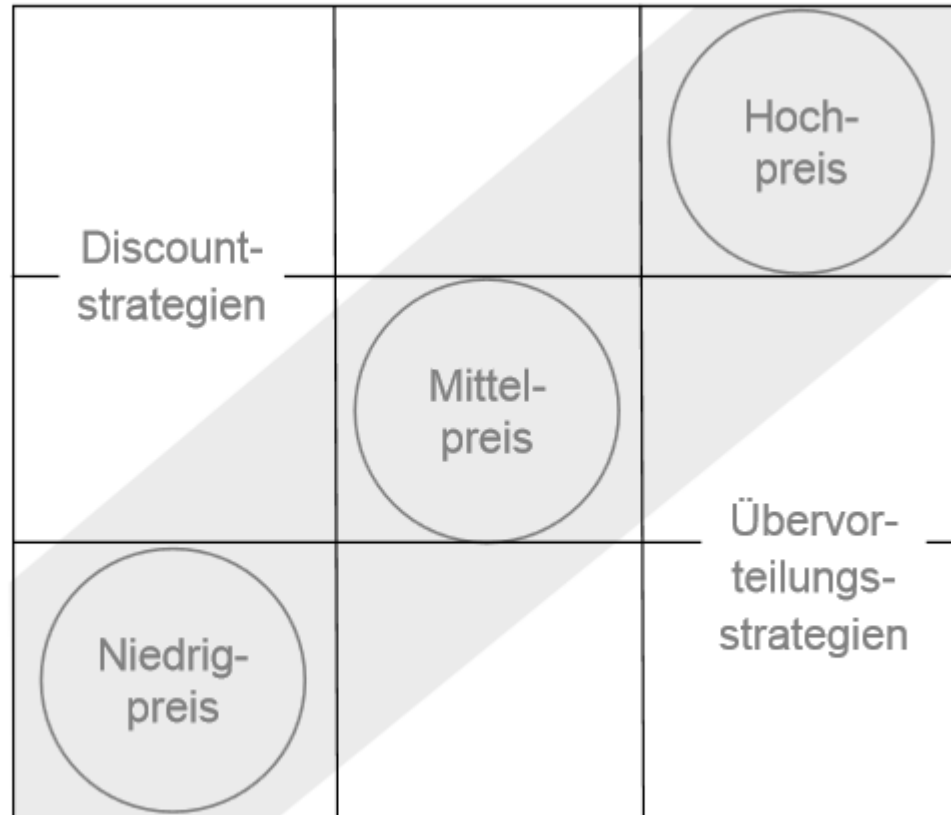 Hoch-
preis
Discount-
strategien
Mittel-
preis
Übervor-
teilungs-
strategien
Niedrig-
preis